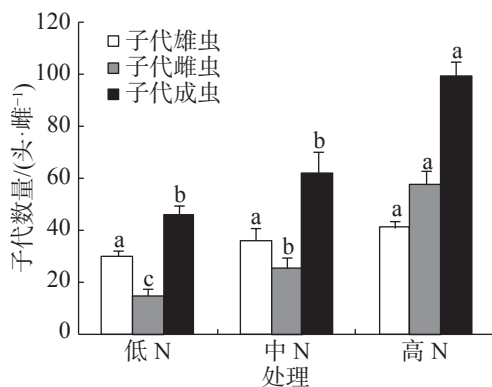 子代数量/(头·雌⁻¹)
120
100
80
60
40
20
0
子代雄虫
子代雌虫
子代成虫
a c b
a b b
a a a
低 N 中 N 高 N
处理